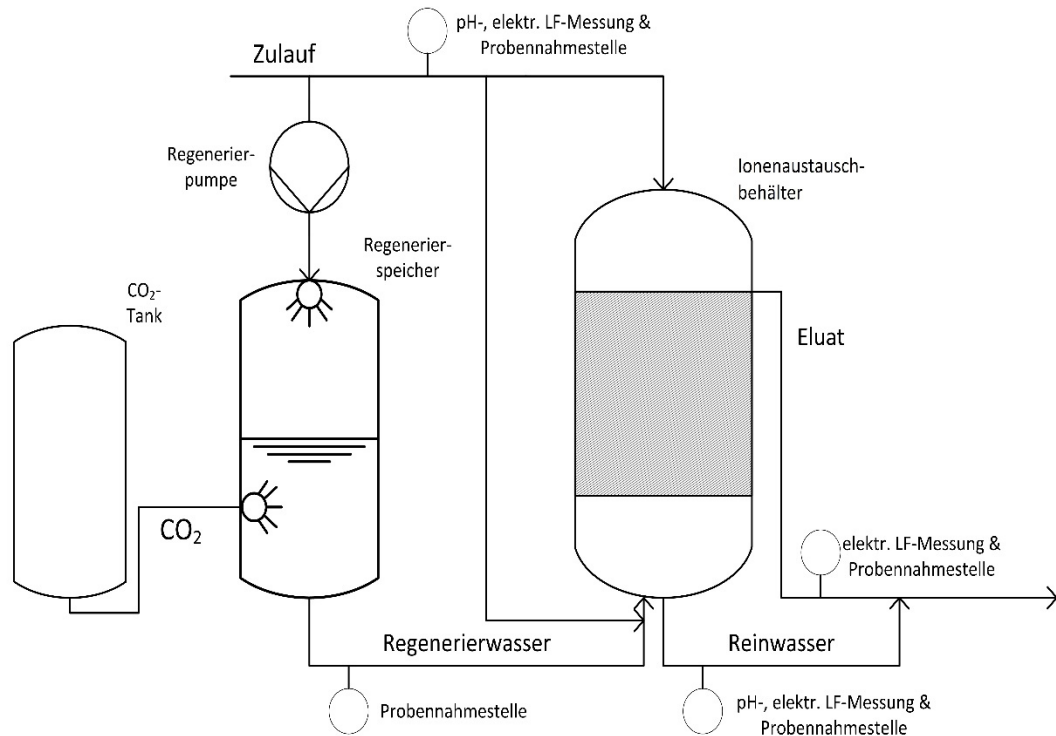 pH-, elektr. LF-Messung &
Probennahmestelle
Zulauf
Regenerier-
pumpe
Ionenaustausch-
behälter
Regenerier-
speicher
CO₂-
Tank
Eluat
CO₂
elektr. LF-Messung &
Probennahmestelle
Regenerierwasser
Reinwasser
Probennahmestelle
pH-, elektr. LF-Messung &
Probennahmestelle